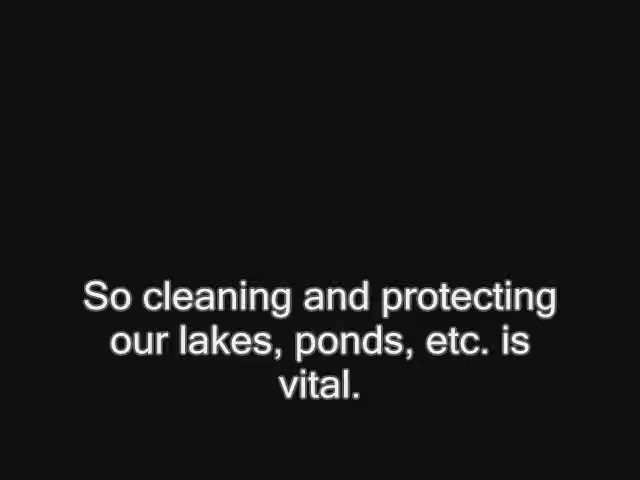 So cleaning and protecting
our lakes, ponds, etc. is
vital.